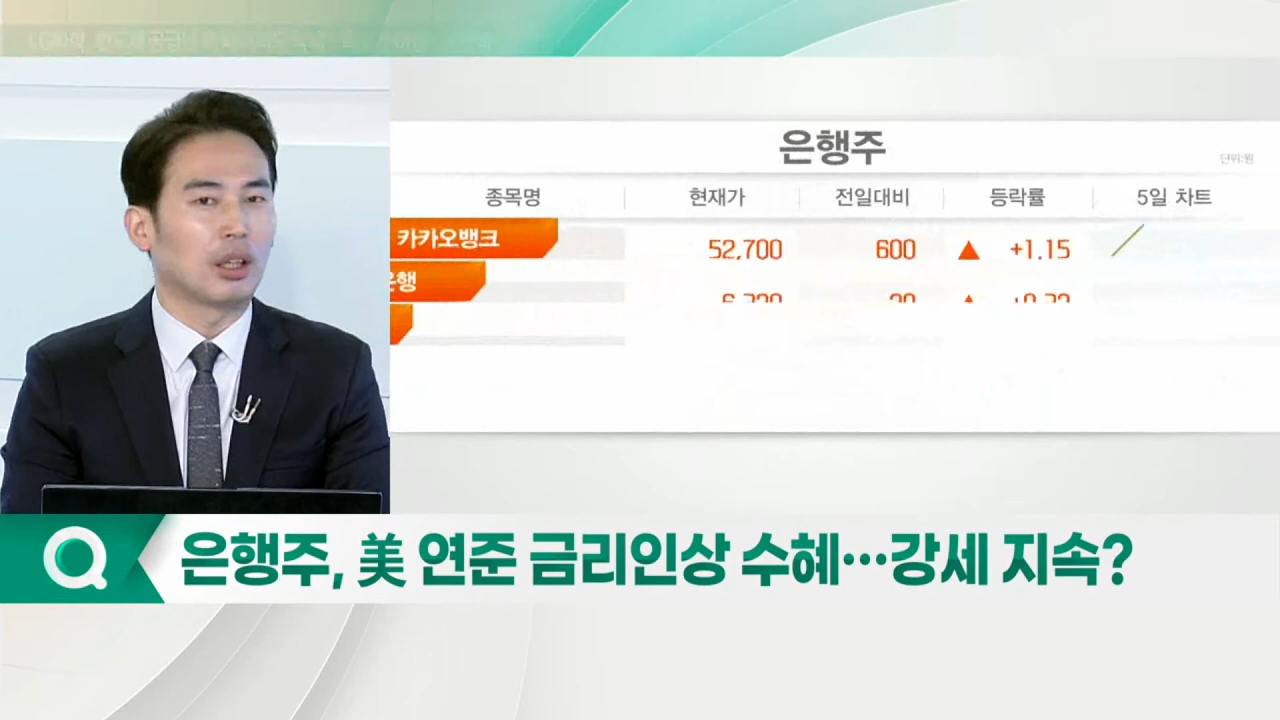 은행주
단위:원
종목명 현재가 전일대비 등락률 5일 차트
카카오뱅크 52,700 600 ▲ +1.15
은행
은행주, 美 연준 금리인상 수혜…강세 지속?